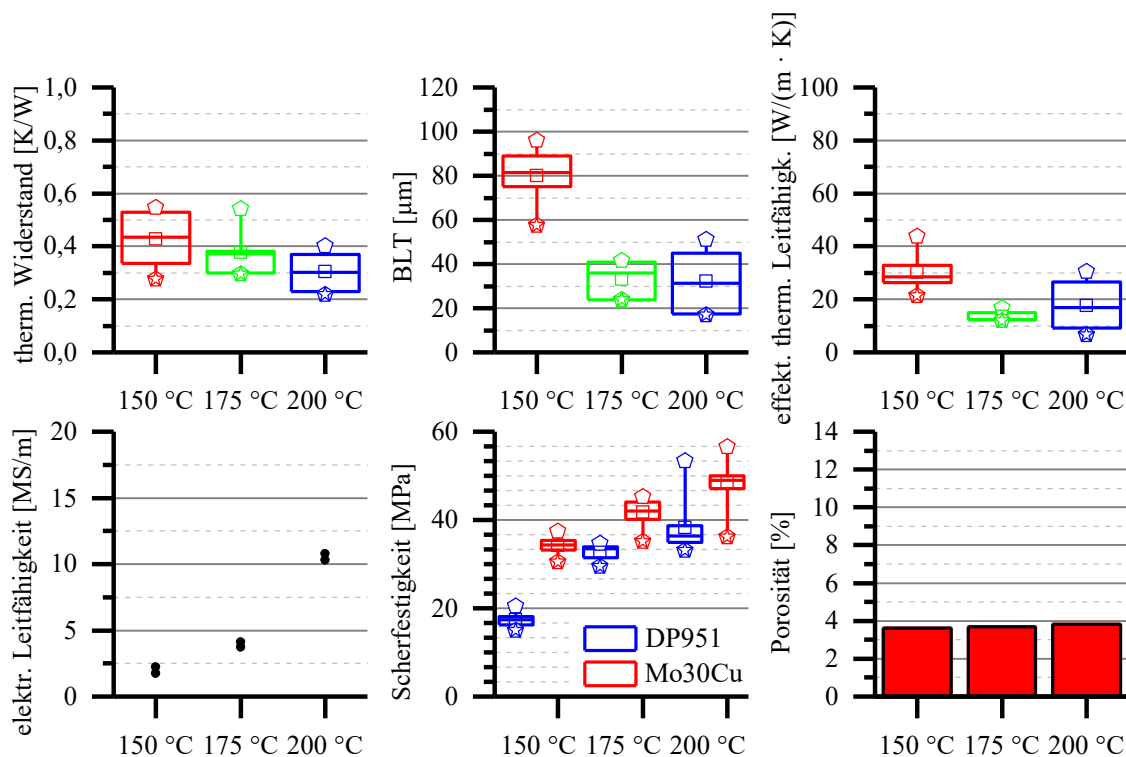 therm. Widerstand [K/W]
1,0
0,8
0,6
0,4
0,2
0,0
150 °C 175 °C 200 °C
BLT [µm]
120
100
80
60
40
20
0
150 °C 175 °C 200 °C
effekt. therm. Leitfähigk. [W/(m · K)]
100
80
60
40
20
0
150 °C 175 °C 200 °C
elektr. Leitfähigkeit [MS/m]
20
15
10
5
0
150 °C 175 °C 200 °C
Scherfestigkeit [MPa]
60
40
20
0
DP951
Mo30Cu
150 °C 175 °C 200 °C
Porosität [%]
14
12
10
8
6
4
2
0
150 °C 175 °C 200 °C